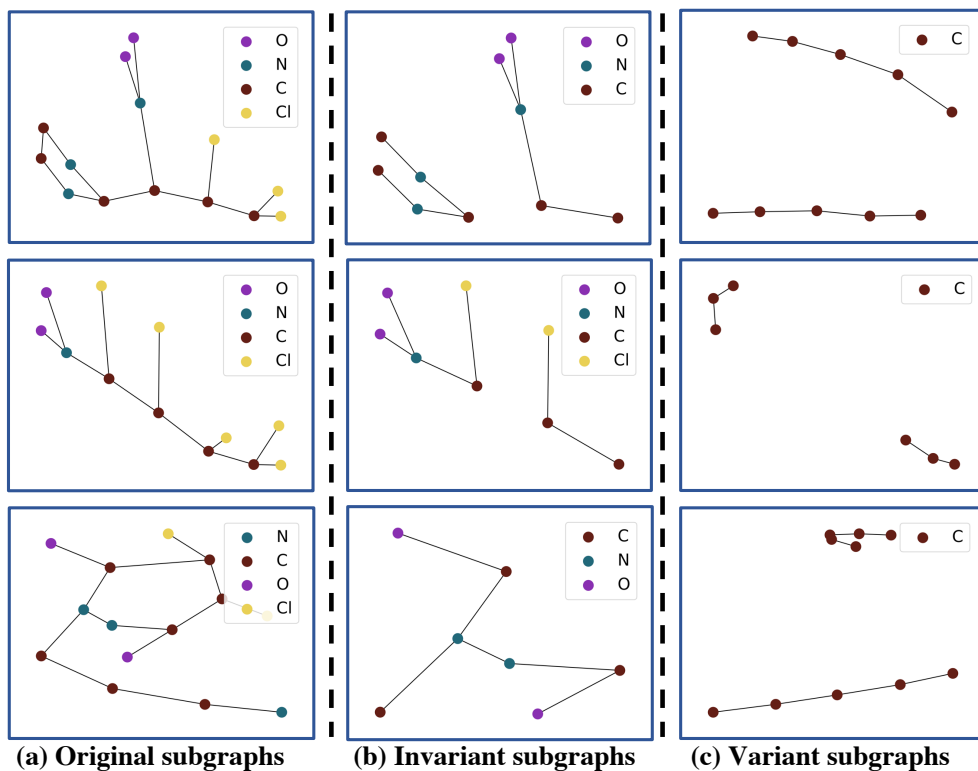 O
N
C
Cl
O
N
C
C
O
N
C
Cl
O
N
C
Cl
C
N
C
O
Cl
C
N
O
C
(a) Original subgraphs
(b) Invariant subgraphs
(c) Variant subgraphs